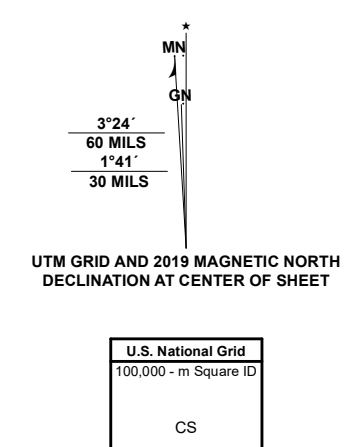 MN
GN
3°24´
60 MILS
1°41´
30 MILS
UTM GRID AND 2019 MAGNETIC NORTH
DECLINATION AT CENTER OF SHEET
U.S. National Grid
100,000 - m Square ID
CS